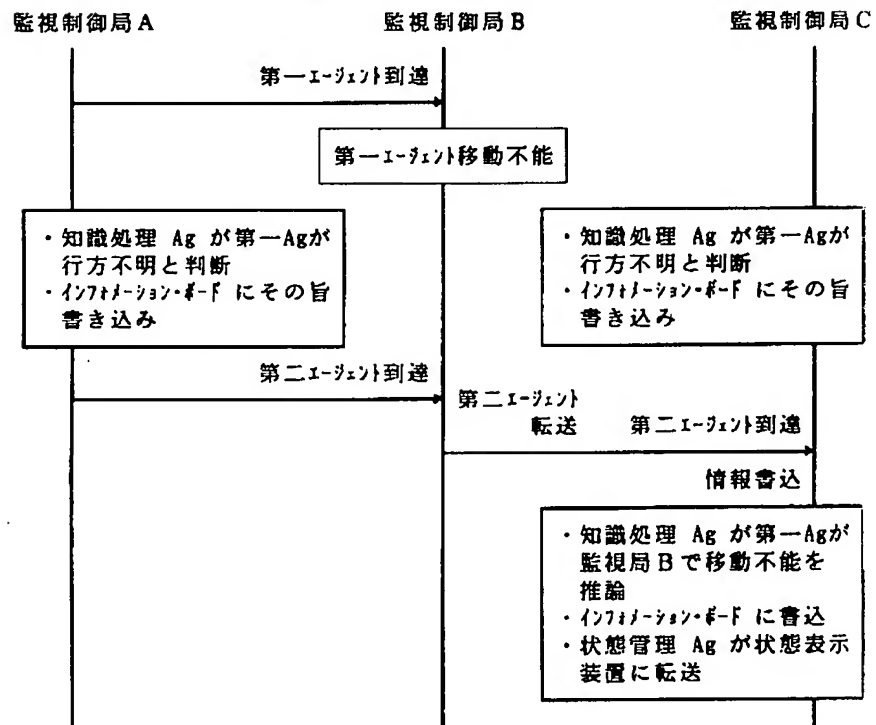 監視制御局A 監視制御局B 監視制御局C
第一ｴｰｼﾞｪﾝﾄ到達
第一ｴｰｼﾞｪﾝﾄ移動不能
・知識処理 Ag が第一Agが
行方不明と判断
・ｲﾝﾌｫﾒｰｼｮﾝ・ﾎﾞｰﾄﾞ にその旨
書き込み
・知識処理 Ag が第一Agが
行方不明と判断
・ｲﾝﾌｫﾒｰｼｮﾝ・ﾎﾞｰﾄﾞ にその旨
書き込み
第二ｴｰｼﾞｪﾝﾄ到達
第二ｴｰｼﾞｪﾝﾄ
転送
第二ｴｰｼﾞｪﾝﾄ到達
情報書込
・知識処理 Ag が第一Agが
監視局Bで移動不能を
推論
・ｲﾝﾌｫﾒｰｼｮﾝ・ﾎﾞｰﾄﾞ に書込
・状態管理 Ag が状態表示
装置に転送